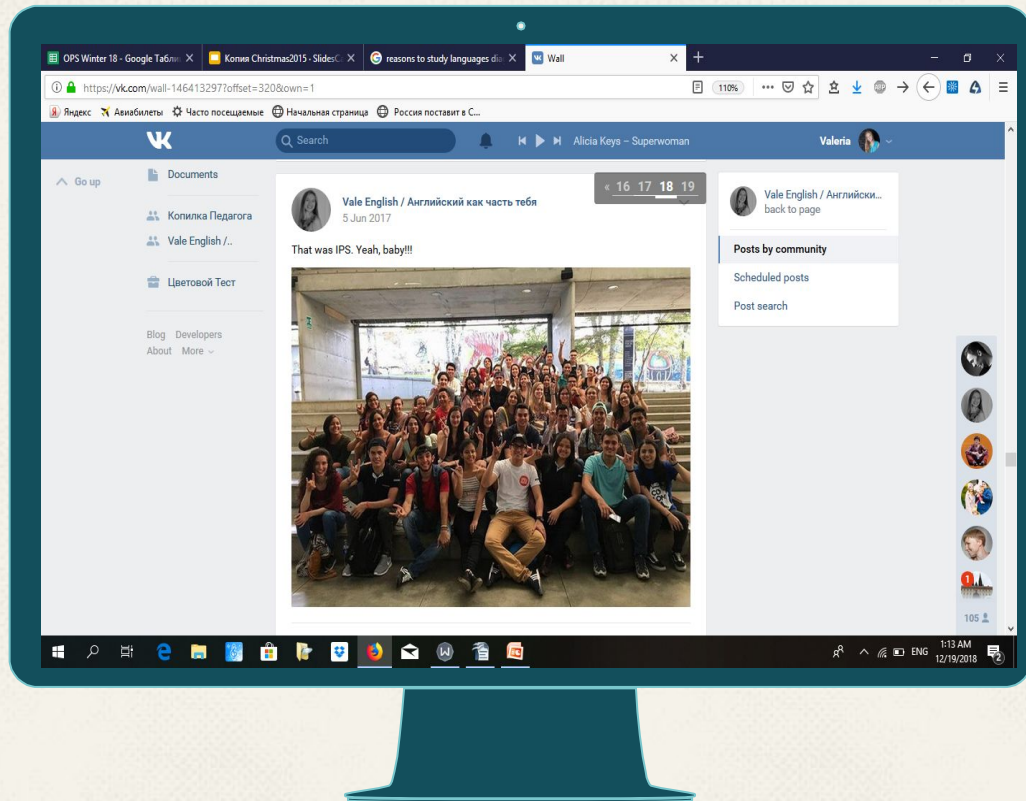 OPS Winter 18 - Google Табли
Копия Christmas2015 - SlidesC
reasons to study languages dia
Wall
https://vk.com/wall-146413297?offset=320&own=1
110%
Яндекс Авиабилеты Часто посещаемые Начальная страница Россия поставит в С...
Search
Alicia Keys – Superwoman
Valeria
Go up
Documents
Копилка Педагога
Vale English /..
Цветовой Тест
Blog Developers
About More
Vale English / Английский как часть тебя
5 Jun 2017
« 16 17 18 19
That was IPS. Yeah, baby!!!
Vale English / Английски...
back to page
Posts by community
Scheduled posts
Post search
1
105
ENG
1:13 AM
12/19/2018
2